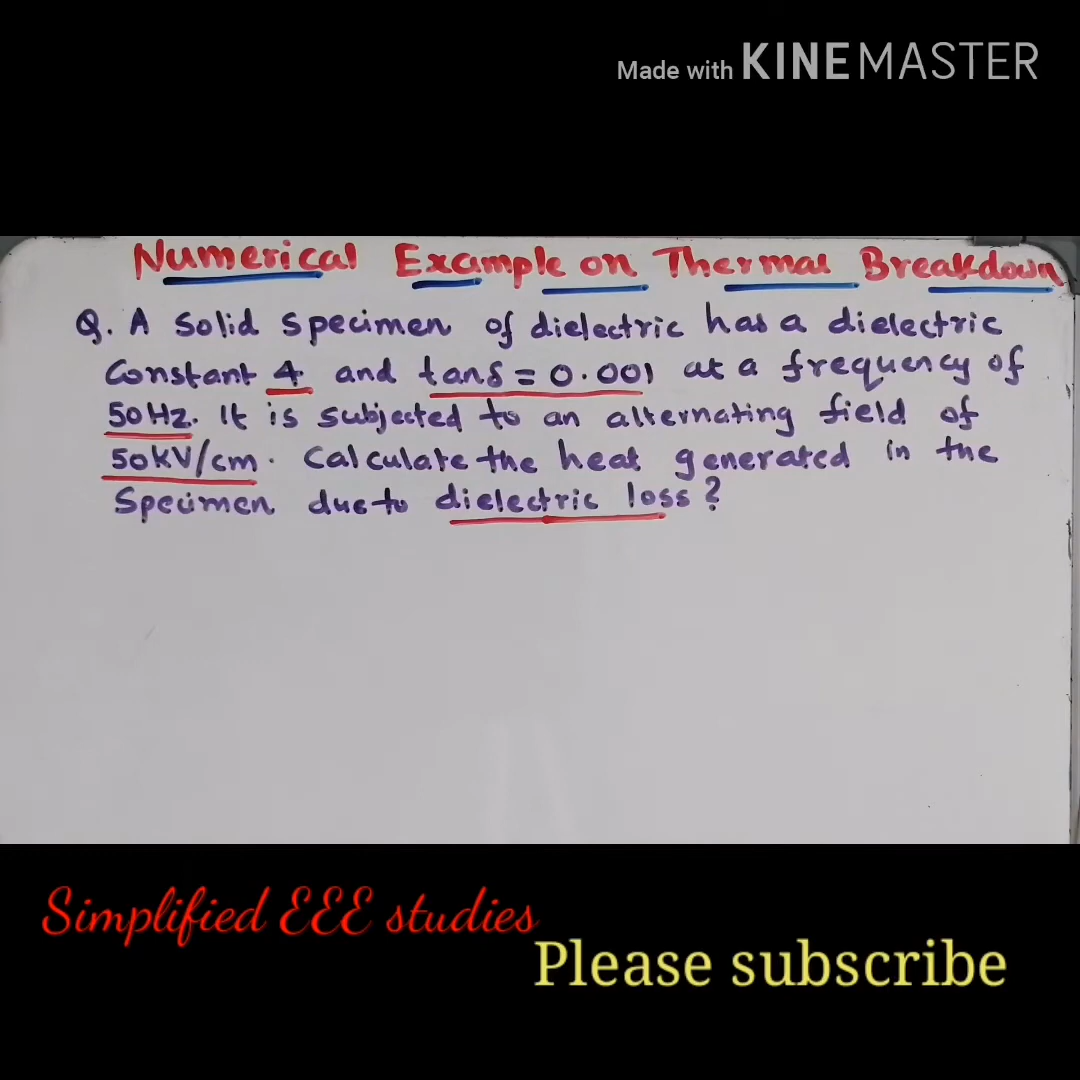 Made with KINEMASTER
Numerical Example on Thermal Breakdown
Q. A solid specimen of dielectric has a dielectric
Constant 4 and tanδ = 0.001 at a frequency of
50Hz. It is subjected to an alternating field of
50KV/cm. Calculate the heat generated in the
Specimen due to dielectric loss?
Simplified EEE studies
Please subscribe